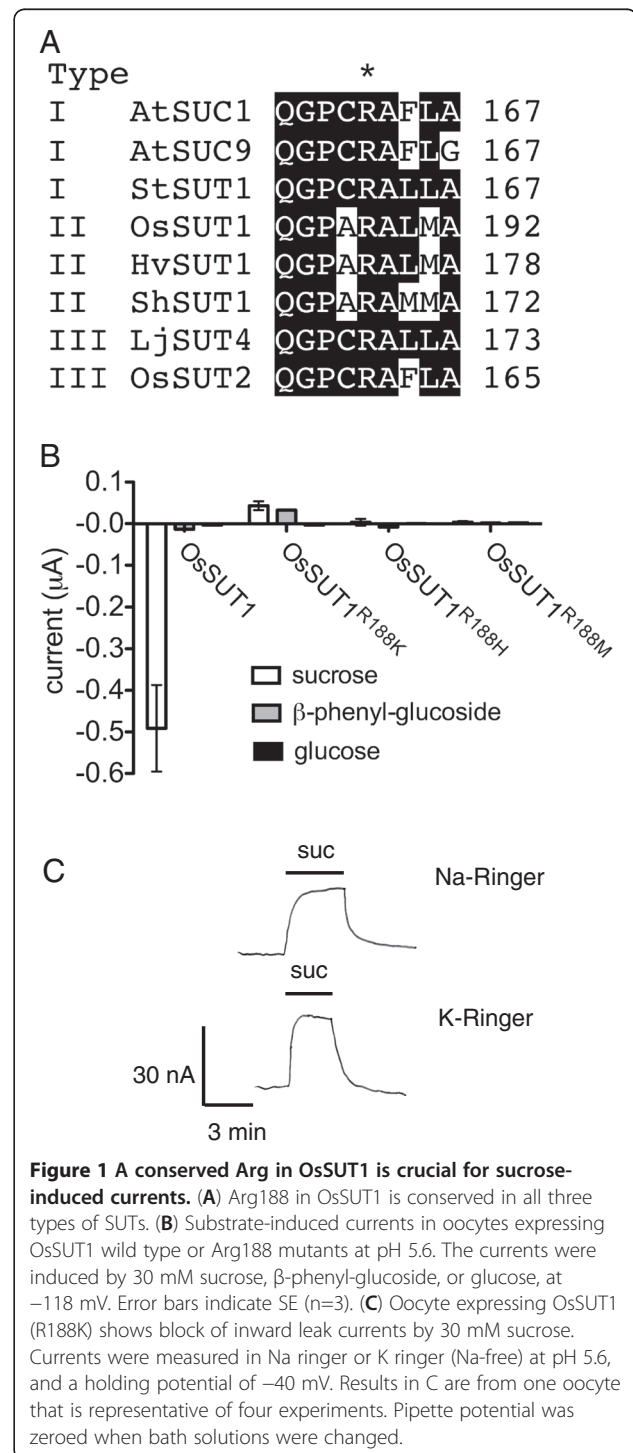 A
Type *
I AtSUC1 QGPCRAFLA 167
I AtSUC9 QGPCRAFLG 167
I StSUT1 QGPCRALLA 167
II OsSUT1 QGPARALMA 192
II HvSUT1 QGPARALMA 178
II ShSUT1 QGPARAMMA 172
III LjSUT4 QGPCRALLA 173
III OsSUT2 QGPCRAFLA 165
B
0.1
-0.0
-0.1
-0.2
-0.3
-0.4
-0.5
-0.6
current (µA)
OsSUT1
OsSUT1R188K
OsSUT1R188H
OsSUT1R188M
sucrose
β-phenyl-glucoside
glucose
C
suc
Na-Ringer
suc
K-Ringer
30 nA
3 min
Figure 1 A conserved Arg in OsSUT1 is crucial for sucrose-
induced currents. (A) Arg188 in OsSUT1 is conserved in all three
types of SUTs. (B) Substrate-induced currents in oocytes expressing
OsSUT1 wild type or Arg188 mutants at pH 5.6. The currents were
induced by 30 mM sucrose, β-phenyl-glucoside, or glucose, at
−118 mV. Error bars indicate SE (n=3). (C) Oocyte expressing OsSUT1
(R188K) shows block of inward leak currents by 30 mM sucrose.
Currents were measured in Na ringer or K ringer (Na-free) at pH 5.6,
and a holding potential of −40 mV. Results in C are from one oocyte
that is representative of four experiments. Pipette potential was
zeroed when bath solutions were changed.